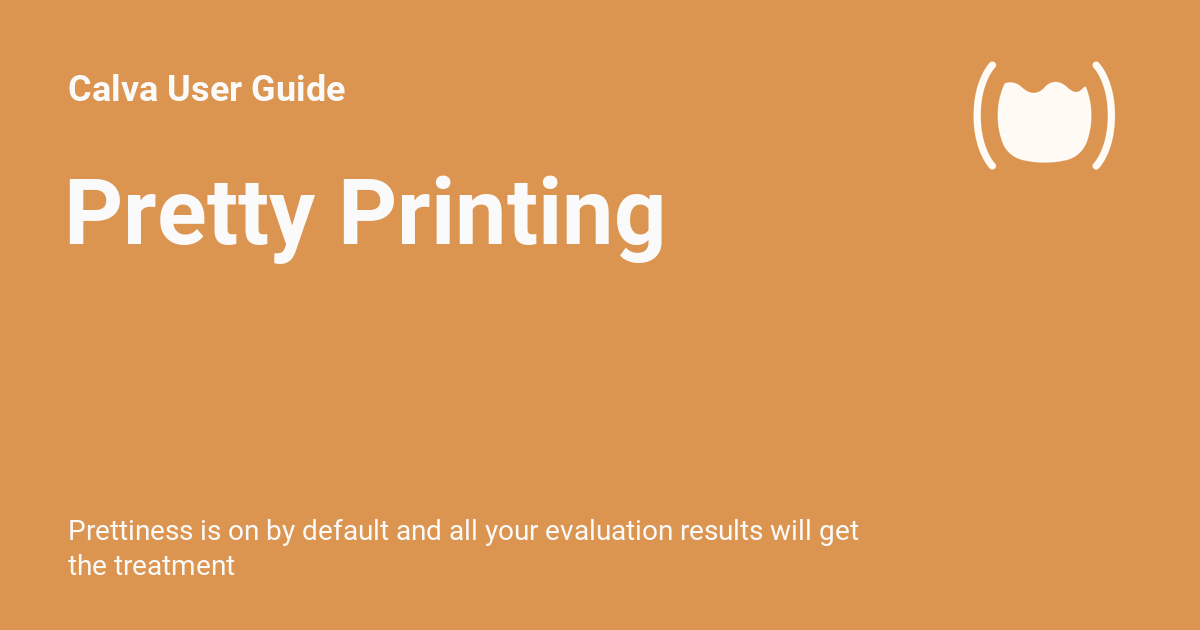 Calva User Guide
Pretty Printing
Prettiness is on by default and all your evaluation results will get
the treatment